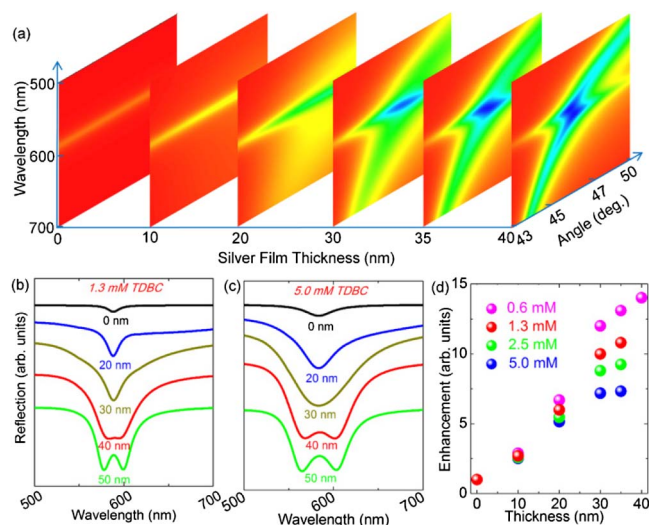 (a)
Wavelength (nm)
500
600
700
0
10
20
30
35
40
43
45
47
50
Angle (deg.)
Silver Film Thickness (nm)
(b)
1.3 mM TDBC
0 nm
20 nm
30 nm
40 nm
50 nm
Reflection (arb. units)
500
600
700
Wavelength (nm)
(c)
5.0 mM TDBC
0 nm
20 nm
30 nm
40 nm
50 nm
500
600
700
Wavelength (nm)
(d)
15
10
5
0
Enhancement (arb. units)
0.6 mM
1.3 mM
2.5 mM
5.0 mM
0
10
20
30
40
Thickness (nm)